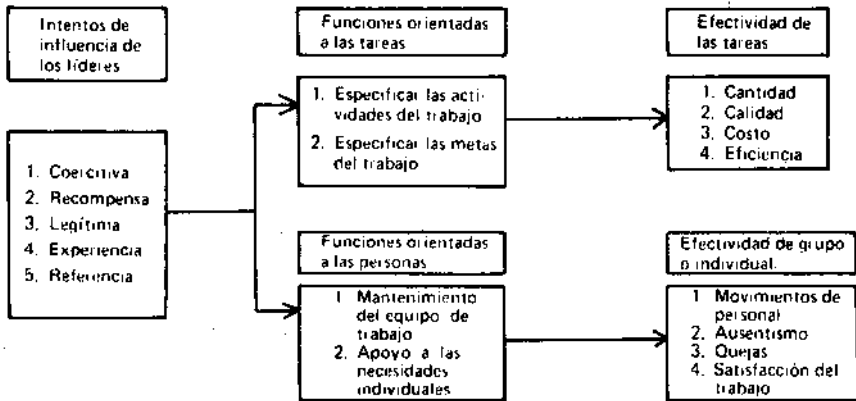 Intentos de
influencia de
los líderes
1. Coercitiva
2. Recompensa
3. Legítima
4. Experiencia
5. Referencia
Funciones orientadas
a las tareas
1. Especificar las acti-
vidades del trabajo
2. Especificar las metas
del trabajo
Efectividad de
las tareas
1. Cantidad
2. Calidad
3. Costo
4. Eficiencia
Funciones orientadas
a las personas
1 Mantenimiento
del equipo de
trabajo
2. Apoyo a las
necesidades
individuales
Efectividad de grupo
o individual.
1 Movimientos de
personal
2. Ausentismo
3. Quejas
4. Satisfacción del
trabajo